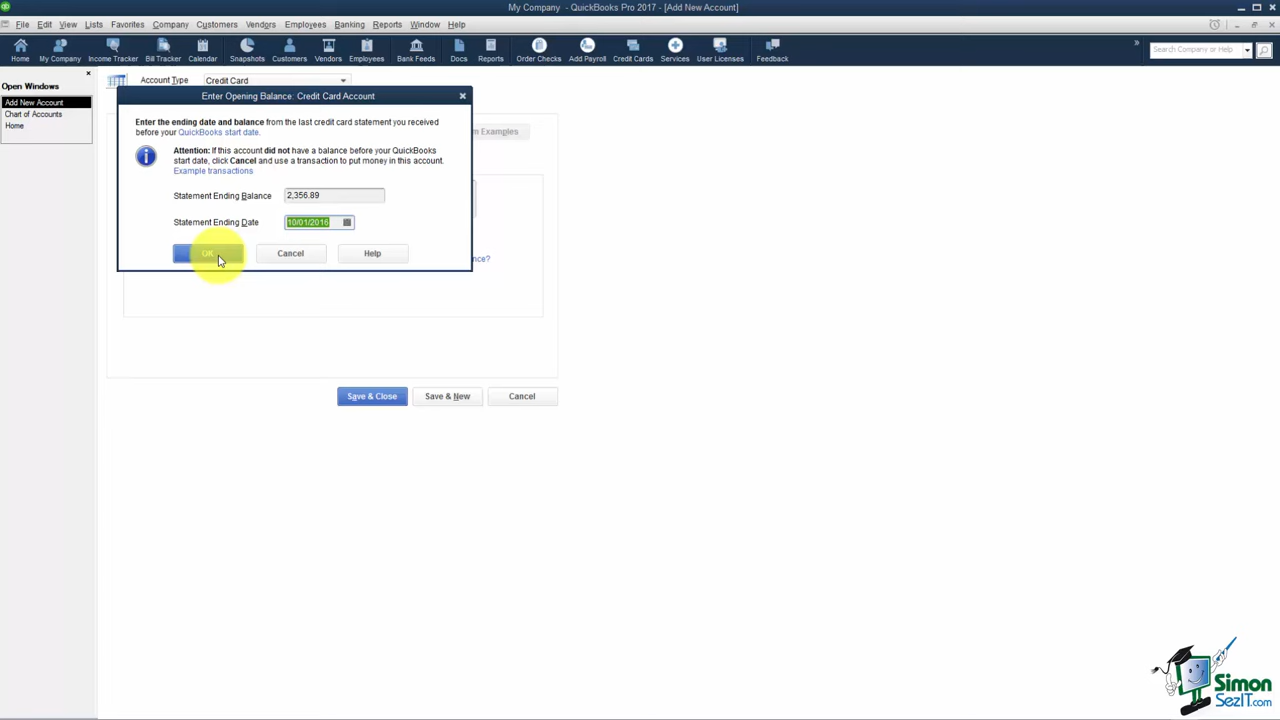 My Company - QuickBooks Pro 2017 - [Add New Account]
File Edit View Lists Favorites Company Customers Vendors Employees Banking Reports Window Help
Home My Company Income Tracker Bill Tracker Calendar Snapshots Customers Vendors Employees Bank Feeds Docs Reports Order Checks Add Payroll Credit Cards Services User Licenses Feedback
» Search Company or Help
Open Windows
Add New Account
Chart of Accounts
Home
Account Type Credit Card
Enter Opening Balance: Credit Card Account
Enter the ending date and balance from the last credit card statement you received
before your QuickBooks start date.
Examples
Attention: If this account did not have a balance before your QuickBooks
start date, click Cancel and use a transaction to put money in this account.
Example transactions
Statement Ending Balance 2,356.89
Statement Ending Date 10/01/2016
OK Cancel Help
Save & Close Save & New Cancel
Simon
SezIT.com